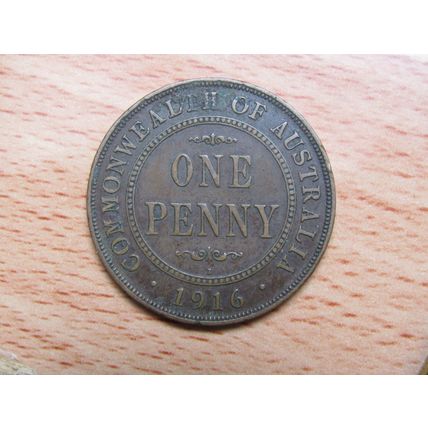 COMMONWEALTH OF AUSTRALIA
ONE
PENNY
· 1916 ·